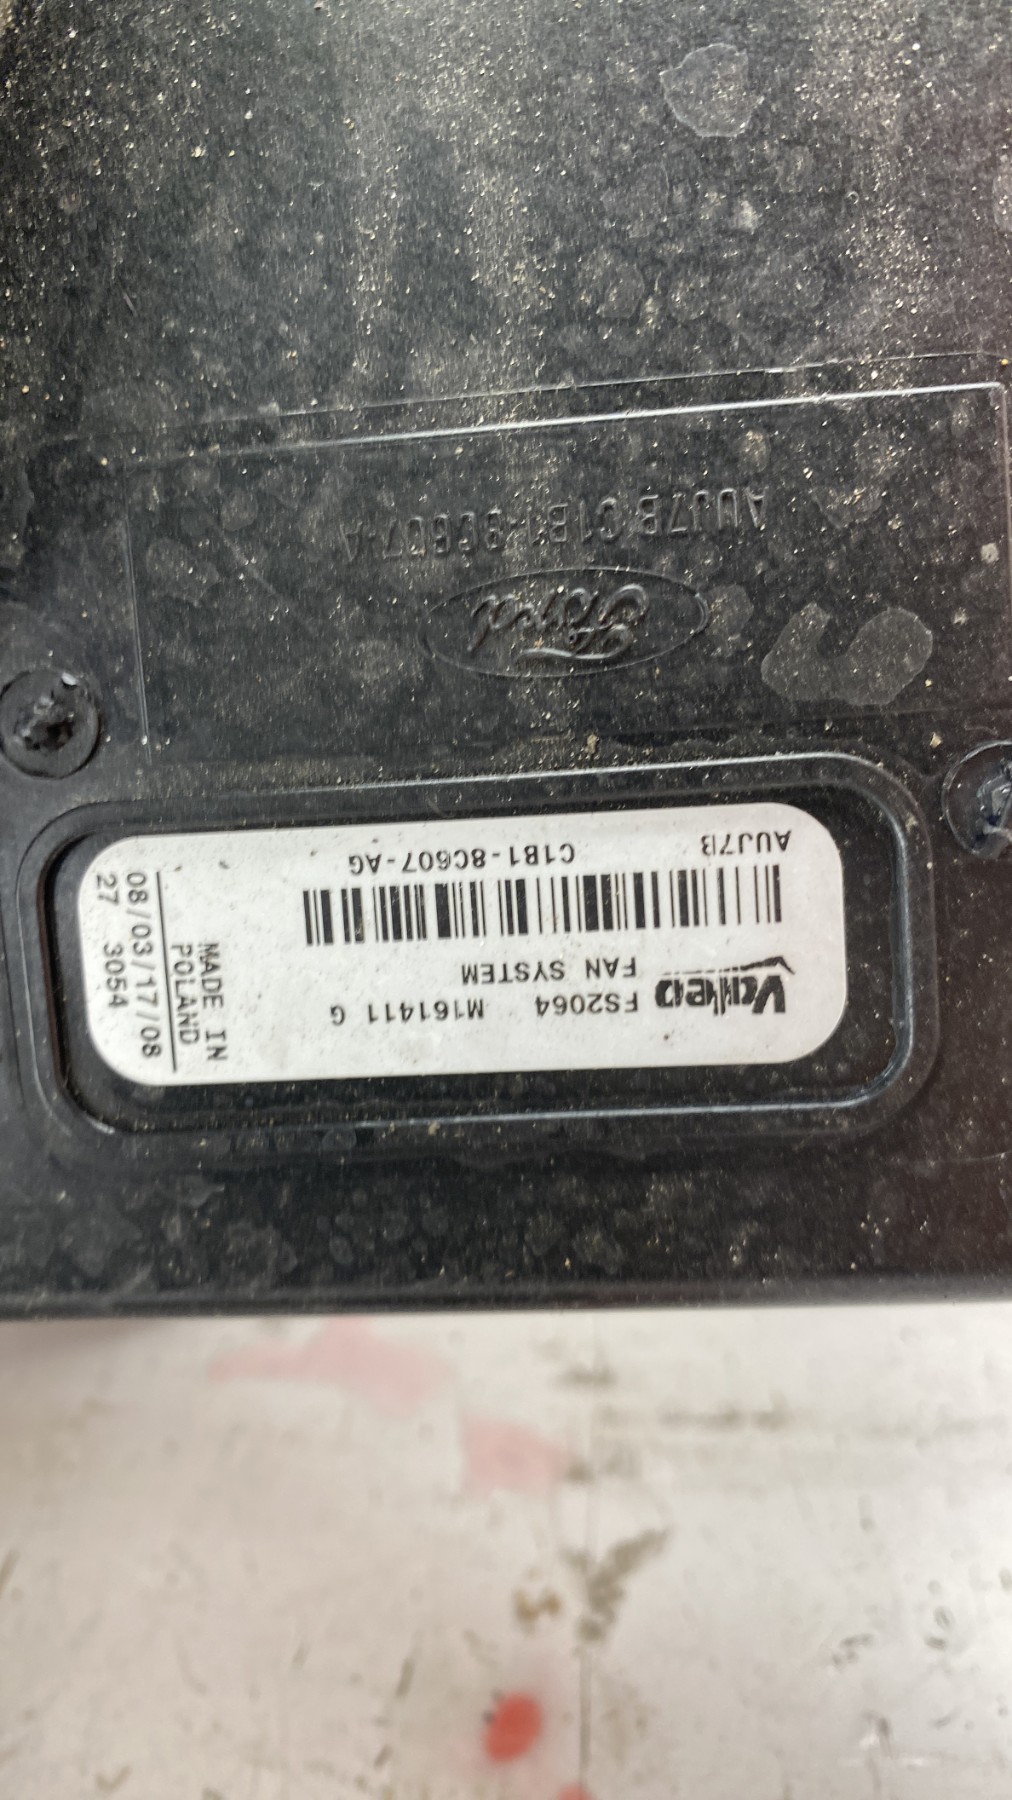 Valeo
FS2064 M161411 G
FAN SYSTEM
AUJ7B C1B1-8C607-AG
MADE IN
POLAND
08/03/17/08
27 3054
Ford
AUJ7B C1B1-8C607-A